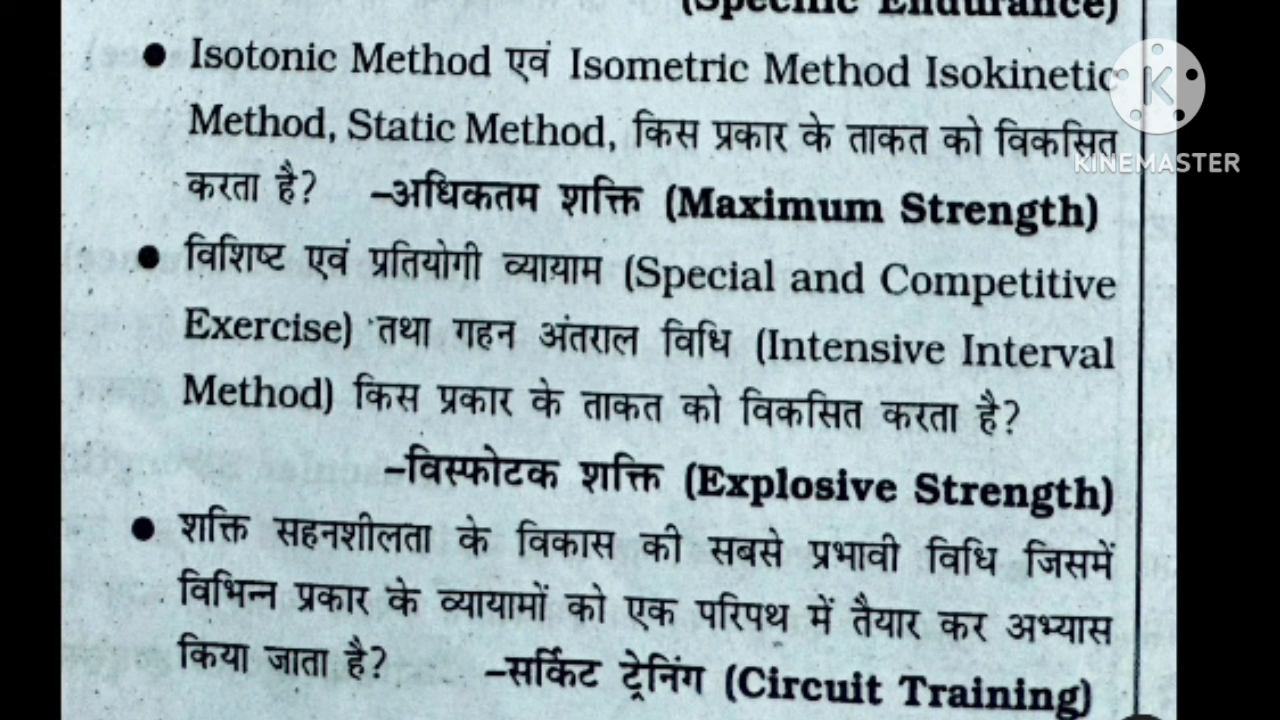 (Specific Endurance)
● Isotonic Method एवं Isometric Method Isokinetic
Method, Static Method, किस प्रकार के ताकत को विकसित
करता है? –अधिकतम शक्ति (Maximum Strength)
● विशिष्ट एवं प्रतियोगी व्यायाम (Special and Competitive
Exercise) तथा गहन अंतराल विधि (Intensive Interval
Method) किस प्रकार के ताकत को विकसित करता है?
–विस्फोटक शक्ति (Explosive Strength)
● शक्ति सहनशीलता के विकास की सबसे प्रभावी विधि जिसमें
विभिन्न प्रकार के व्यायामों को एक परिपथ में तैयार कर अभ्यास
किया जाता है? –सर्किट ट्रेनिंग (Circuit Training)
K
KINEMASTER